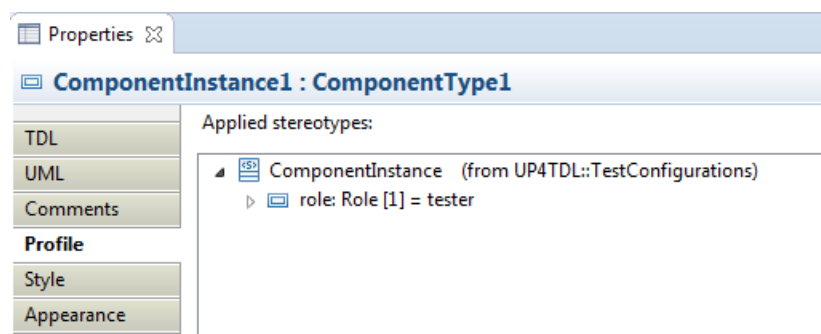 Properties
ComponentInstance1 : ComponentType1
Applied stereotypes:
TDL
UML
Comments
Profile
Style
Appearance
<S> ComponentInstance (from UP4TDL::TestConfigurations)
role: Role [1] = tester